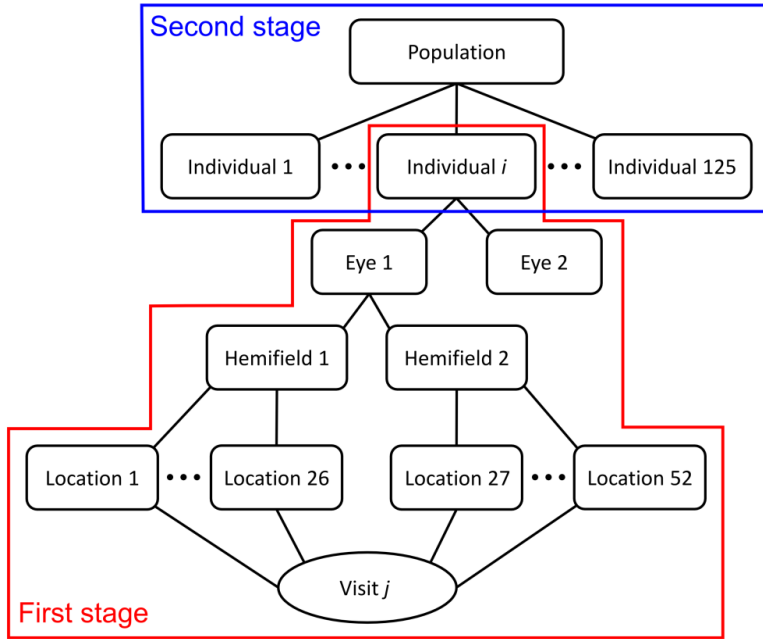 Second stage
Population
Individual 1
Individual i
Individual 125
Eye 1
Eye 2
Hemifield 1
Hemifield 2
Location 1
Location 26
Location 27
Location 52
Visit j
First stage